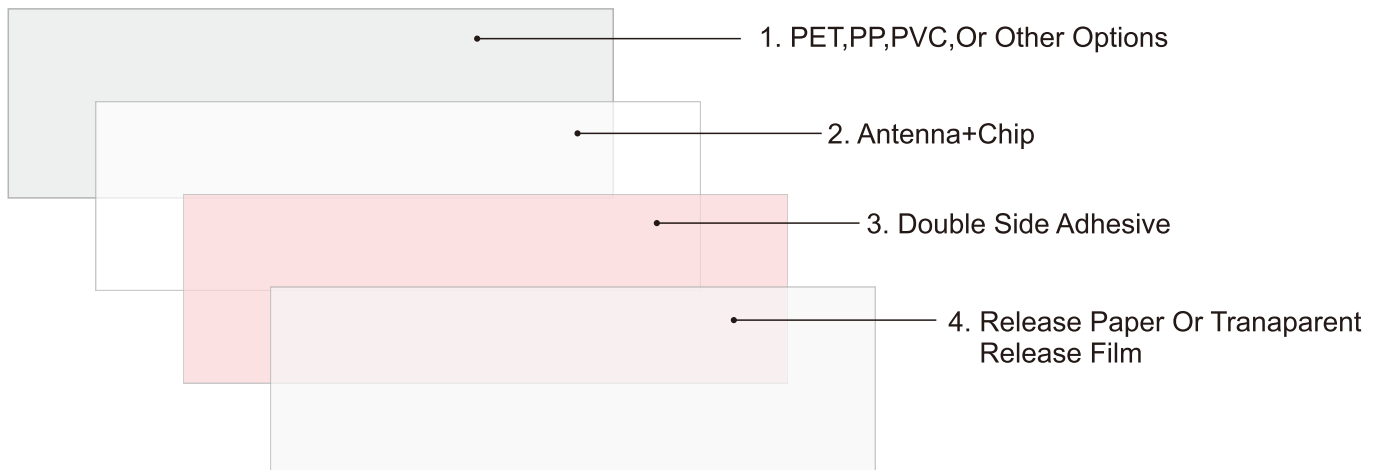 1. PET,PP,PVC,Or Other Options
2. Antenna+Chip
3. Double Side Adhesive
4. Release Paper Or Tranaparent
Release Film